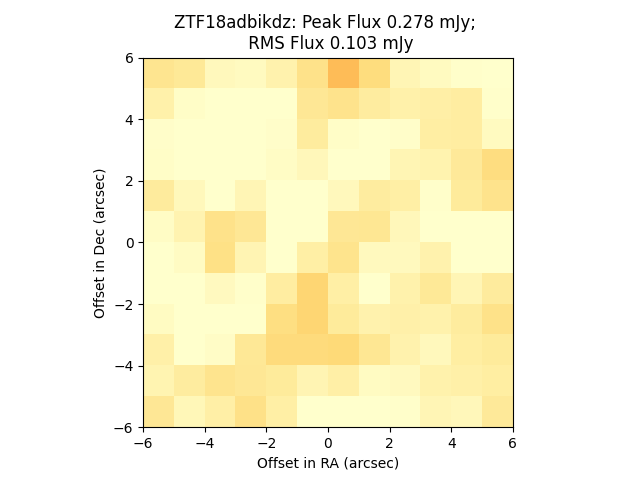 ZTF18adbikdz: Peak Flux 0.278 mJy;
RMS Flux 0.103 mJy
6
4
2
0
−2
−4
−6
Offset in Dec (arcsec)
−6 −4 −2 0 2 4 6
Offset in RA (arcsec)